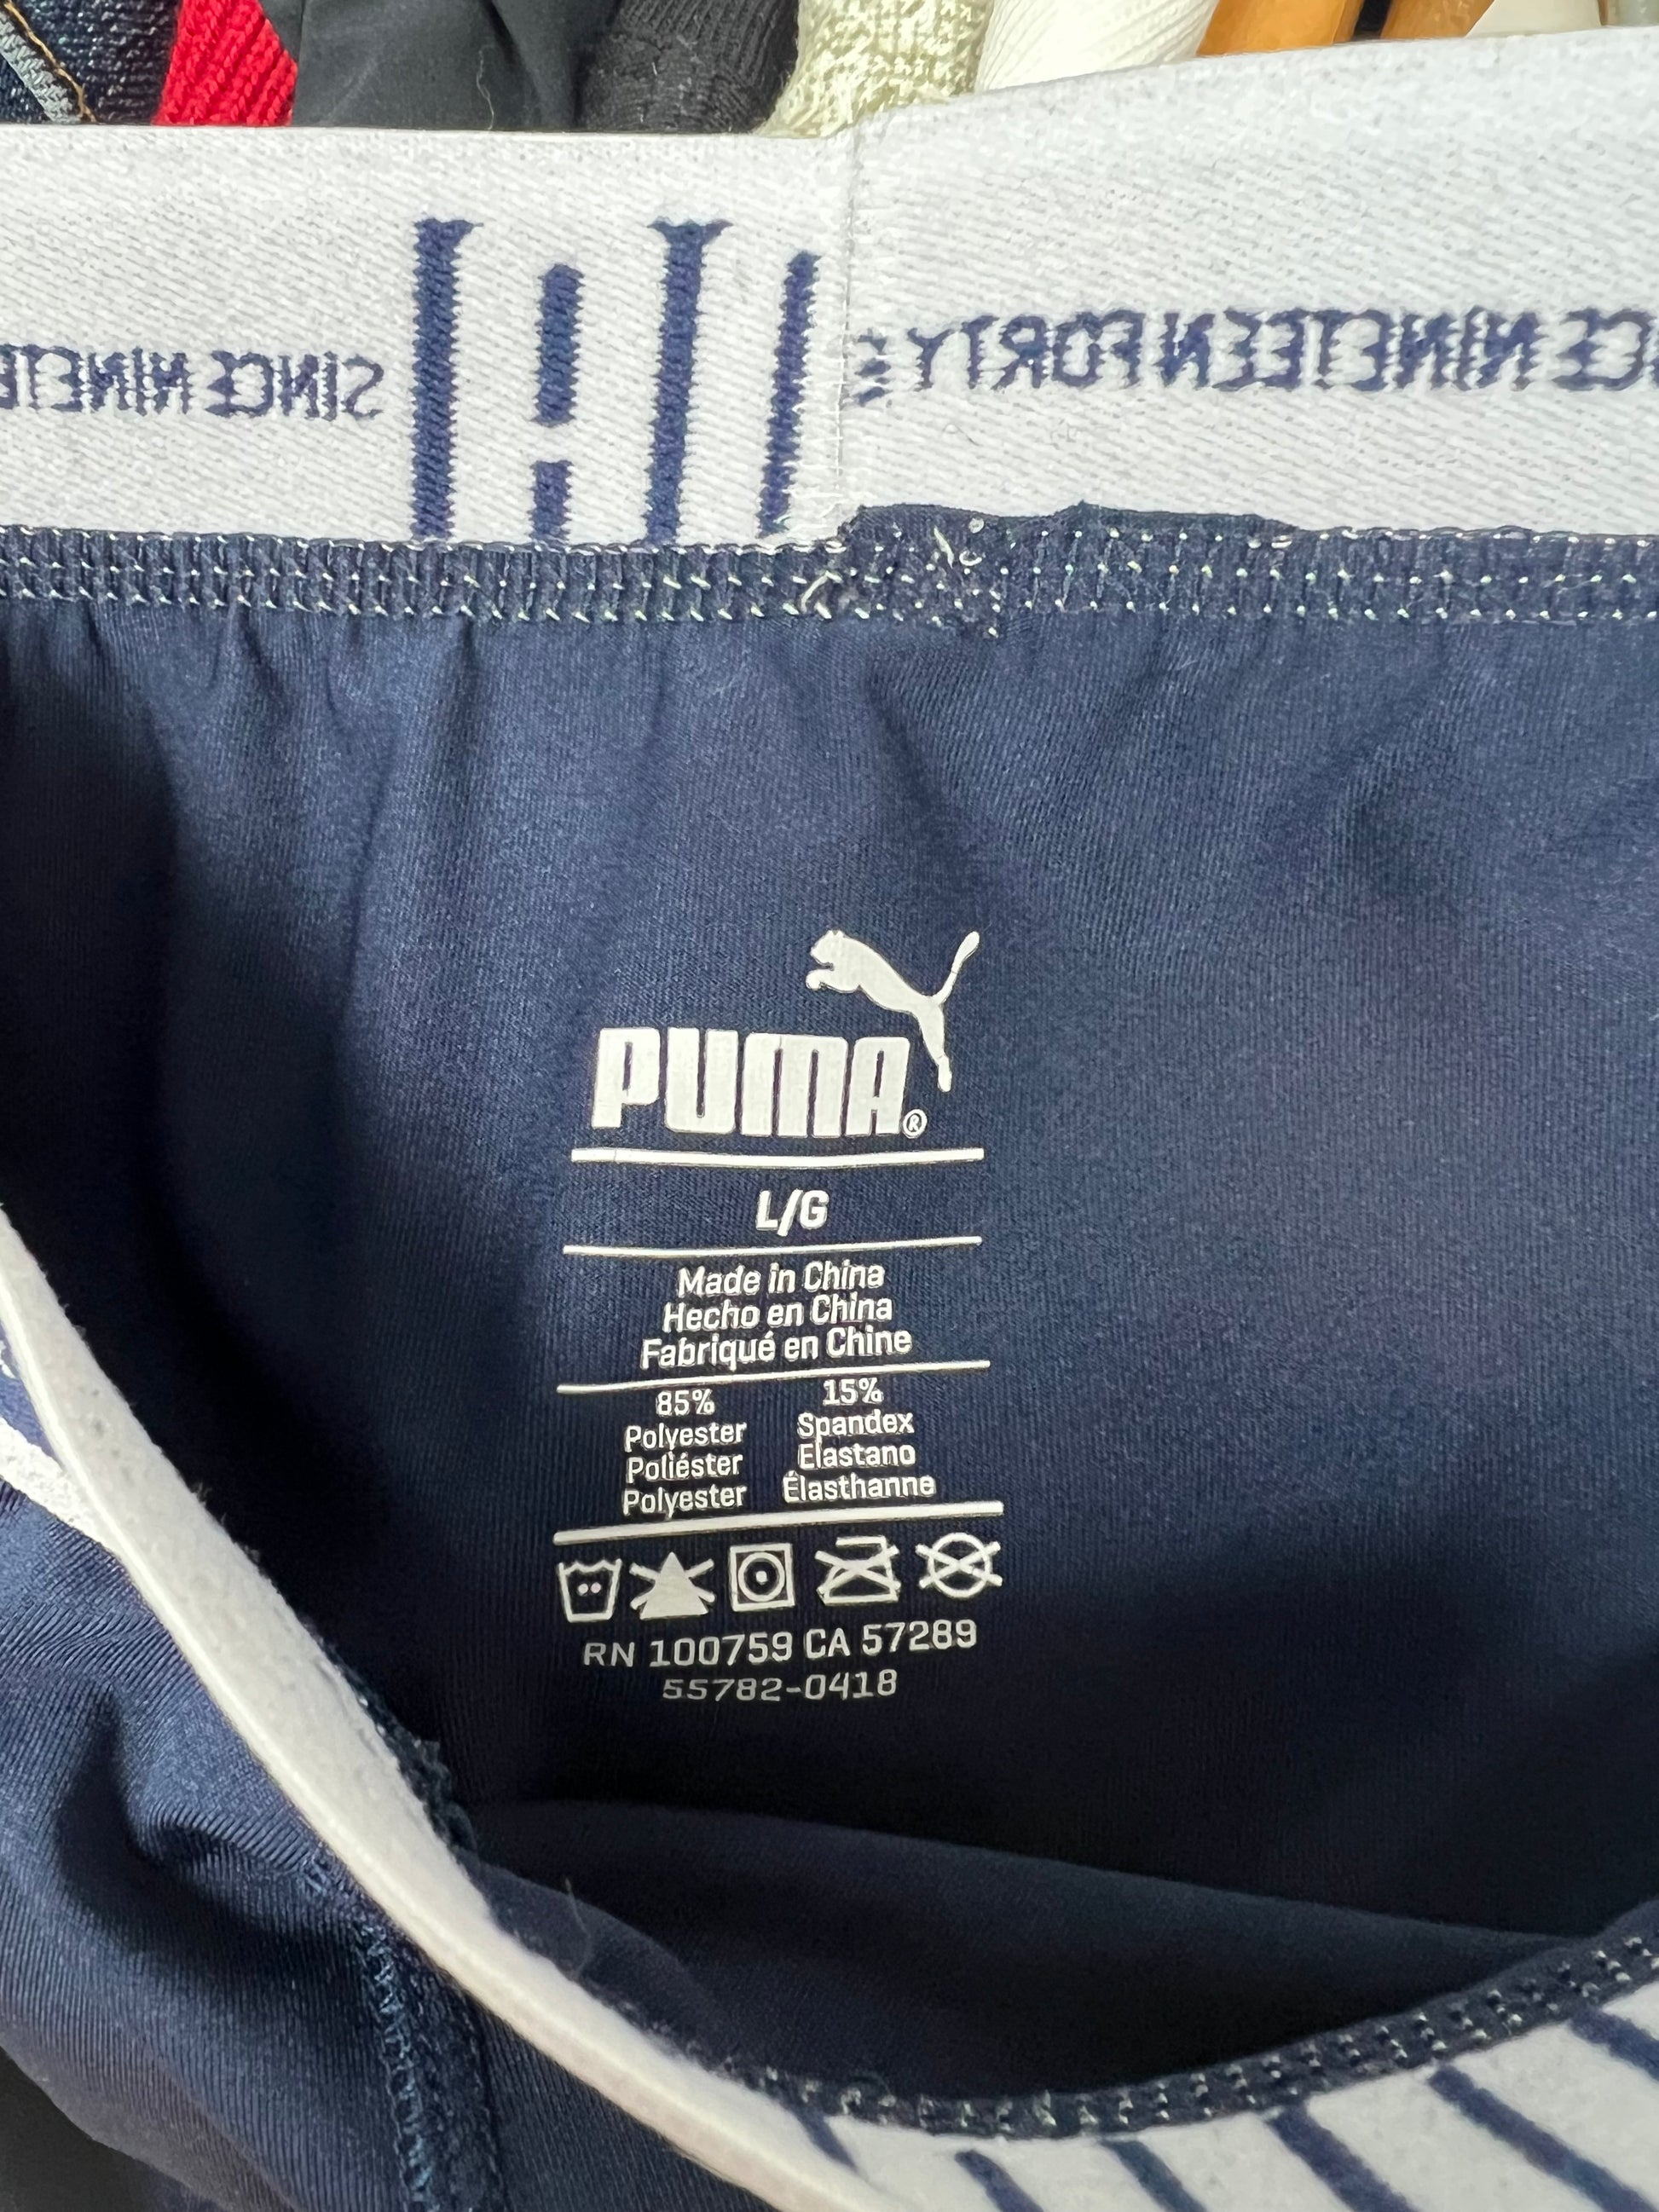 SINCE NINETE
CE NINETEEN FORTY E
PUMA®
L/G
Made in China
Hecho en China
Fabriqué en Chine
85% 15%
Polyester Spandex
Poliéster Elastano
Polyester Élasthanne
RN 100759 CA 57289
55782-0418